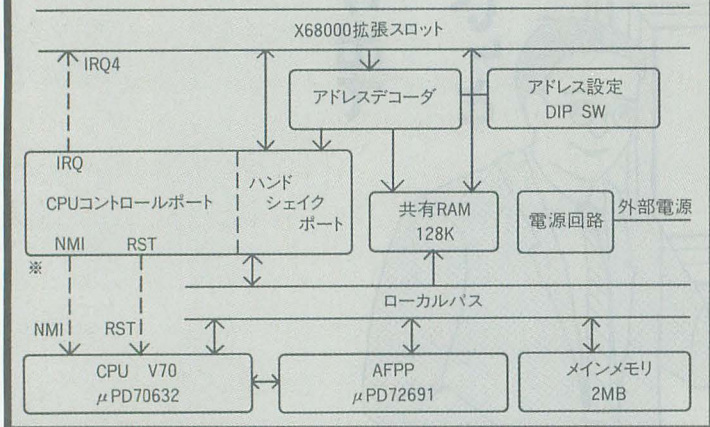 X68000拡張スロット
IRQ4
アドレスデコーダ
アドレス設定
DIP SW
IRQ
CPUコントロールポート
ハンド
シェイク
ポート
共有RAM
128K
電源回路
外部電源
NMI
RST
※
ローカルバス
NMI
RST
CPU V70
μPD70632
AFPP
μPD72691
メインメモリ
2MB